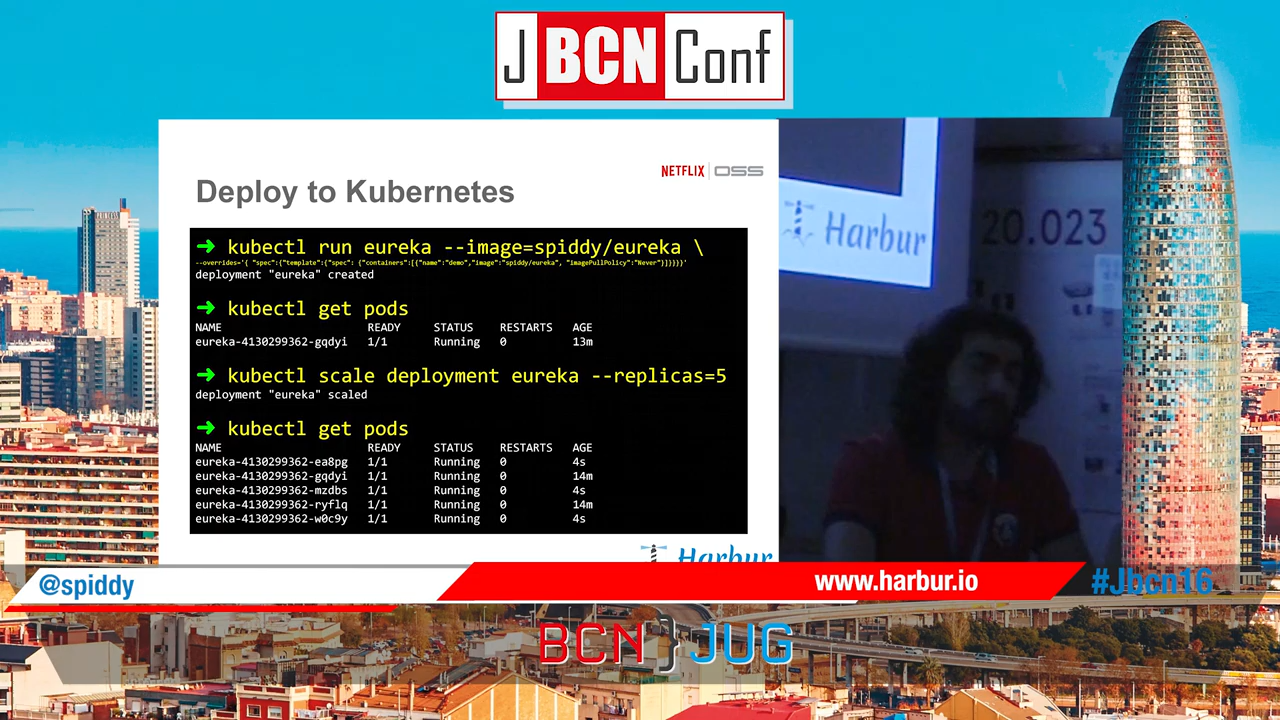 J BCN Conf
NETFLIX | OSS
Deploy to Kubernetes
➜ kubectl run eureka --image=spiddy/eureka \
--overrides='{ "spec":{"template":{"spec": {"containers":[{"name":"demo","image":"spiddy/eureka", "imagePullPolicy":"Never"}]}}}}'
deployment "eureka" created
➜ kubectl get pods
NAME READY STATUS RESTARTS AGE
eureka-4130299362-gqdyi 1/1 Running 0 13m
➜ kubectl scale deployment eureka --replicas=5
deployment "eureka" scaled
➜ kubectl get pods
NAME READY STATUS RESTARTS AGE
eureka-4130299362-ea8pg 1/1 Running 0 4s
eureka-4130299362-gqdyi 1/1 Running 0 14m
eureka-4130299362-mzdbs 1/1 Running 0 4s
eureka-4130299362-ryflq 1/1 Running 0 14m
eureka-4130299362-w0c9y 1/1 Running 0 4s
Harbur
Harbur
20.023
@spiddy
www.harbur.io
#Jbcn16
BCN JUG